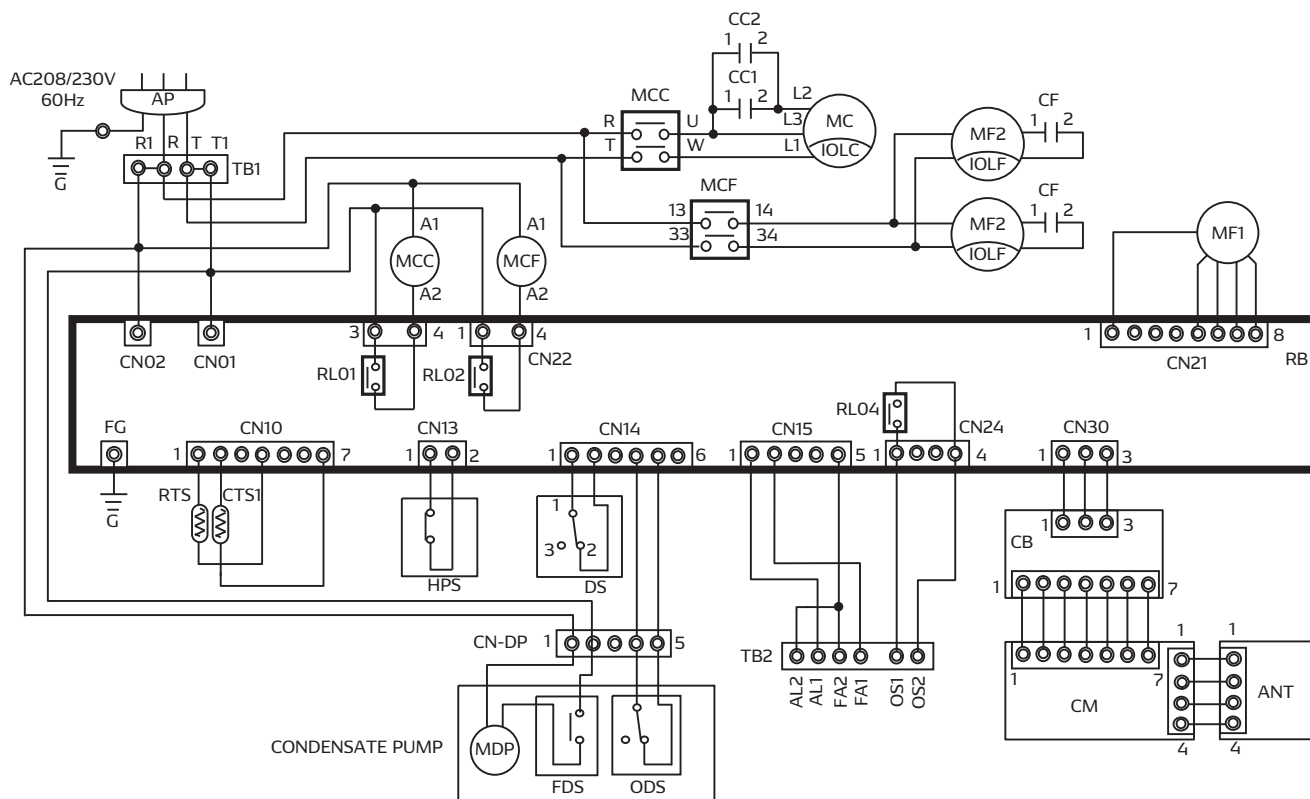 CC2
1 2
AC208/230V
60Hz
AP
CC1
1 2
MCC
L2
R U
L3
MC
T W
L1
IOLC
CF
1 2
MF2
IOLF
R1 R T T1
TB1
G
MCF
13 14
33 34
CF
1 2
MF2
IOLF
MF1
A1 A1
MCC MCF
A2 A2
3 4 1 4
1 8
CN02 CN01
CN22
CN21
RB
RL01 RL02
RL04
FG
CN10
CN13
CN14
CN15
CN24
CN30
1 7
1 2
1 6
1 5
1 4
1 3
G
RTS CTS1
1
3 2
HPS
DS
1 3
CB
1 7
CN-DP
1 5
TB2
AL2
AL1
FA2
FA1
OS1
OS2
1 7
1 1
CM
ANT
4 4
CONDENSATE PUMP
MDP
FDS
ODS